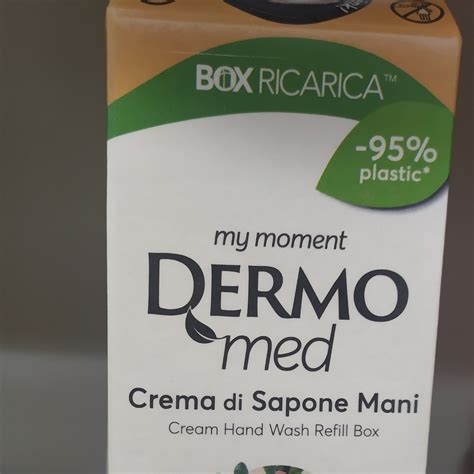 BOX RICARICA™
-95%
plastic*
my moment
DERMO
med
Crema di Sapone Mani
Cream Hand Wash Refill Box